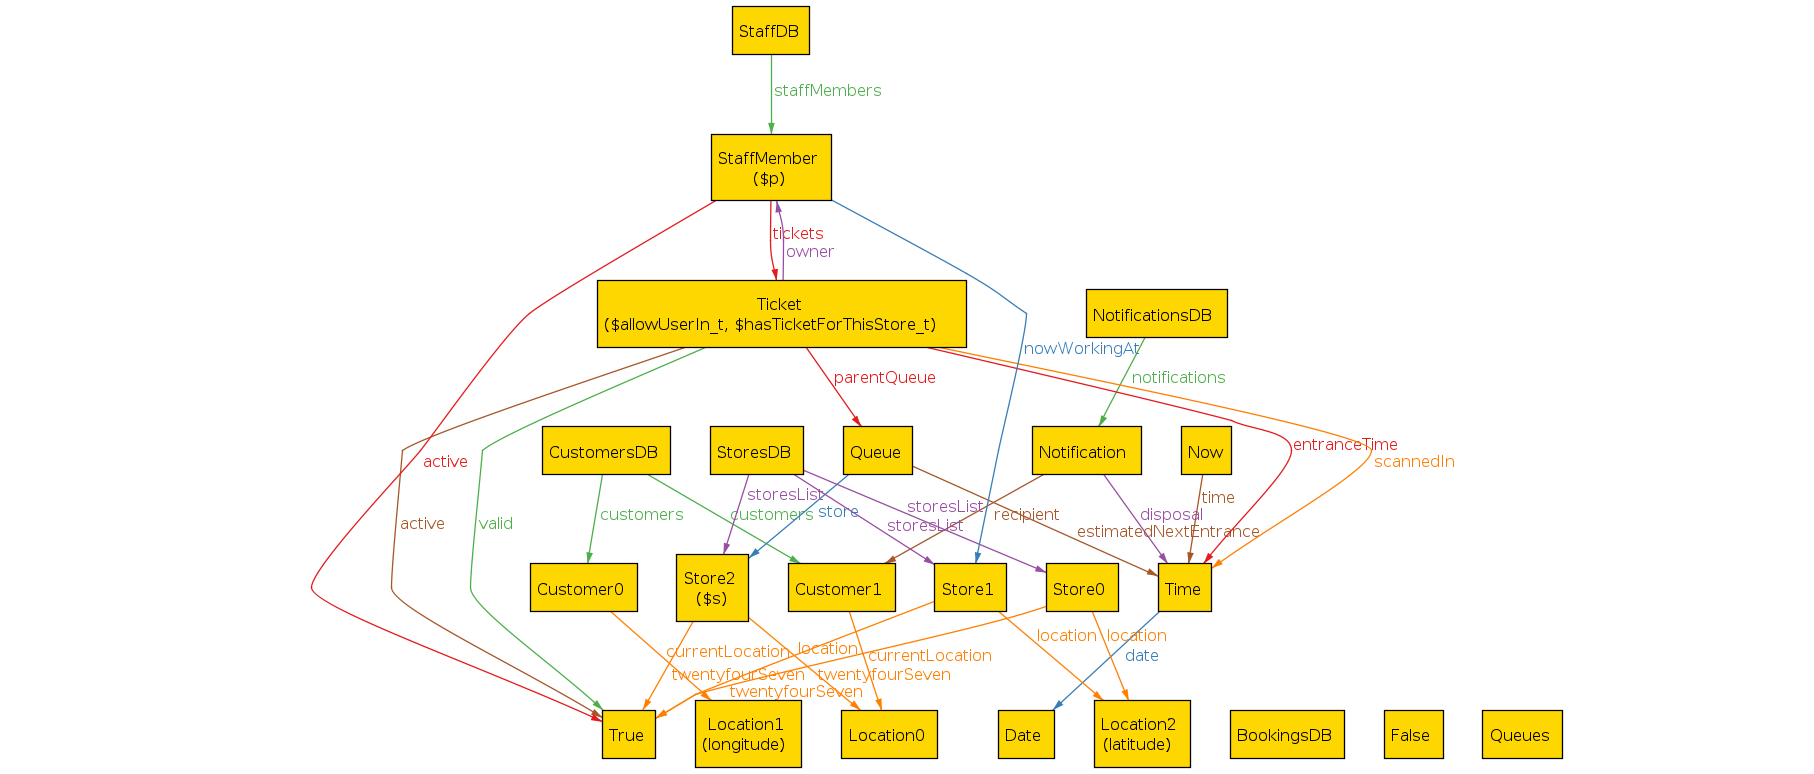 StaffDB
staffMembers
StaffMember
($p)
tickets
owner
Ticket
($allowUserIn_t, $hasTicketForThisStore_t)
NotificationsDB
nowWorkingAt
parentQueue
notifications
entranceTime
active
scannedIn
CustomersDB
StoresDB
Queue
Notification
Now
storesList
time
storesList
customers
customers
store
recipient
disposal
active
valid
storesList
estimatedNextEntrance
Store2
($s)
Customer0
Customer1
Store1
Store0
Time
location
location
currentLocation
location
currentLocation
date
twentyfourSeven
twentyfourSeven
twentyfourSeven
True
Location1
(longitude)
Location0
Date
Location2
(latitude)
BookingsDB
False
Queues